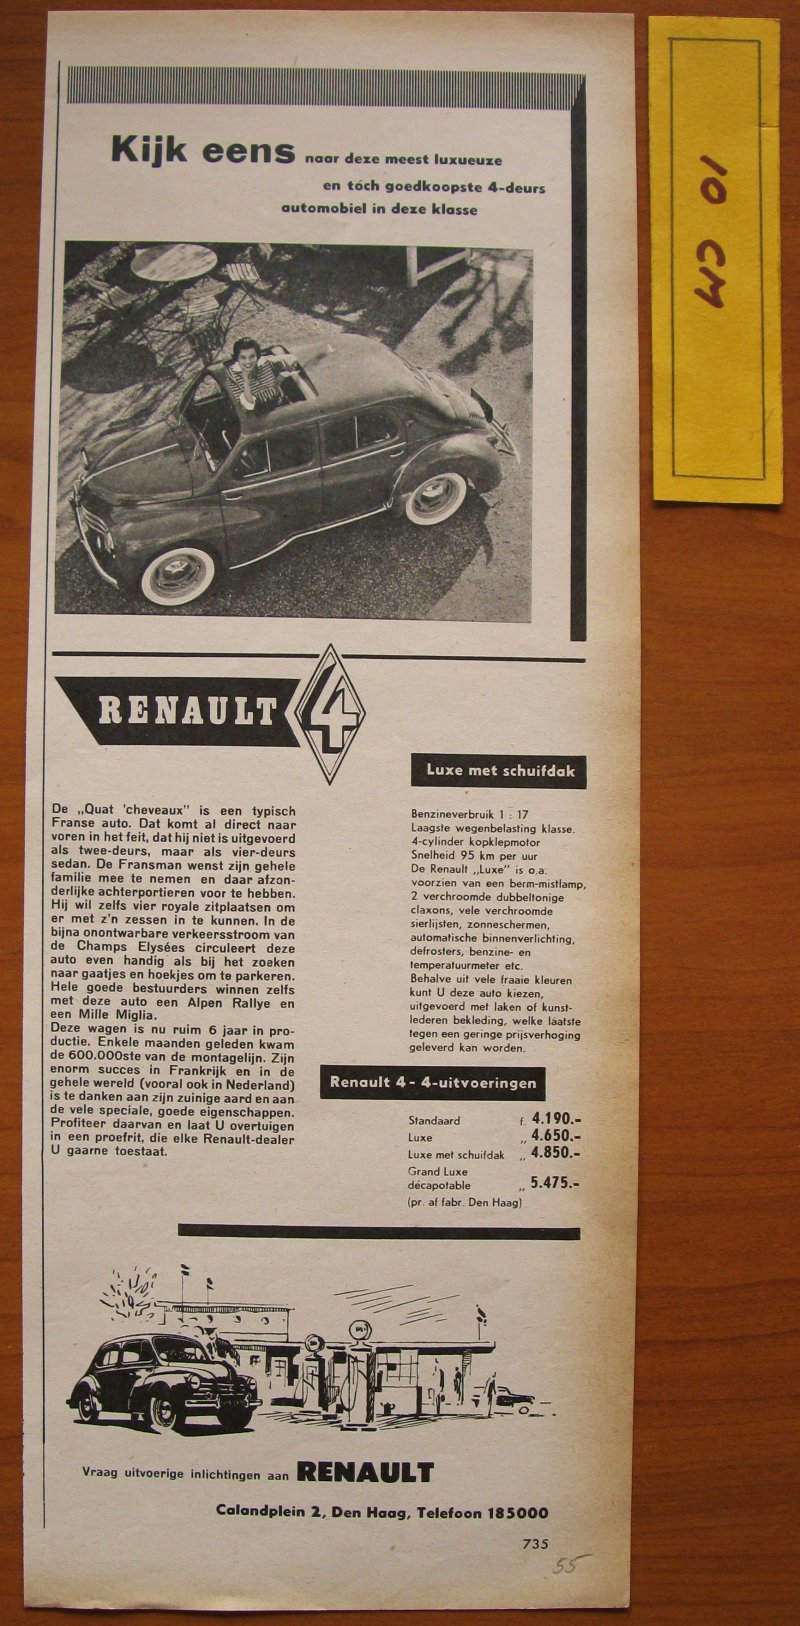 Kijk eens naar deze meest luxueuze
en tóch goedkoopste 4-deurs
automobiel in deze klasse
10 CM
RENAULT 4
De „Quat 'cheveaux" is een typisch
Franse auto. Dat komt al direct naar
voren in het feit, dat hij niet is uitgevoerd
als twee-deurs, maar als vier-deurs
sedan. De Fransman wenst zijn gehele
familie mee te nemen en daar afzon-
derlijke achterportieren voor te hebben.
Hij wil zelfs vier royale zitplaatsen om
er met z'n zessen in te kunnen. In de
bijna onontwarbare verkeersstroom van
de Champs Elysées circuleert deze
auto even handig als bij het zoeken
naar gaatjes en hoekjes om te parkeren.
Hele goede bestuurders winnen zelfs
met deze auto een Alpen Rallye en
een Mille Miglia.
Deze wagen is nu ruim 6 jaar in pro-
ductie. Enkele maanden geleden kwam
de 600.000ste van de montagelijn. Zijn
enorm succes in Frankrijk en in de
gehele wereld (vooral ook in Nederland)
is te danken aan zijn zuinige aard en aan
de vele speciale, goede eigenschappen.
Profiteer daarvan en laat U overtuigen
in een proefrit, die elke Renault-dealer
U gaarne toestaat.
Luxe met schuifdak
Benzineverbruik 1 : 17
Laagste wegenbelasting klasse.
4-cylinder kopklepmotor
Snelheid 95 km per uur
De Renault „Luxe" is o.a.
voorzien van een berm-mistlamp,
2 verchroomde dubbeltonige
claxons, vele verchroomde
sierlijsten, zonneschermen,
automatische binnenverlichting,
defrosters, benzine- en
temperatuurmeter etc.
Behalve uit vele fraaie kleuren
kunt U deze auto kiezen,
uitgevoerd met laken of kunst-
lederen bekleding, welke laatste
tegen een geringe prijsverhoging
geleverd kan worden.
Renault 4 - 4-uitvoeringen
Standaard f. 4.190.-
Luxe „ 4.650.-
Luxe met schuifdak „ 4.850.-
Grand Luxe
décapotable „ 5.475.-
(pr. af fabr. Den Haag)
Vraag uitvoerige inlichtingen aan RENAULT
Calandplein 2, Den Haag, Telefoon 185000
735
55